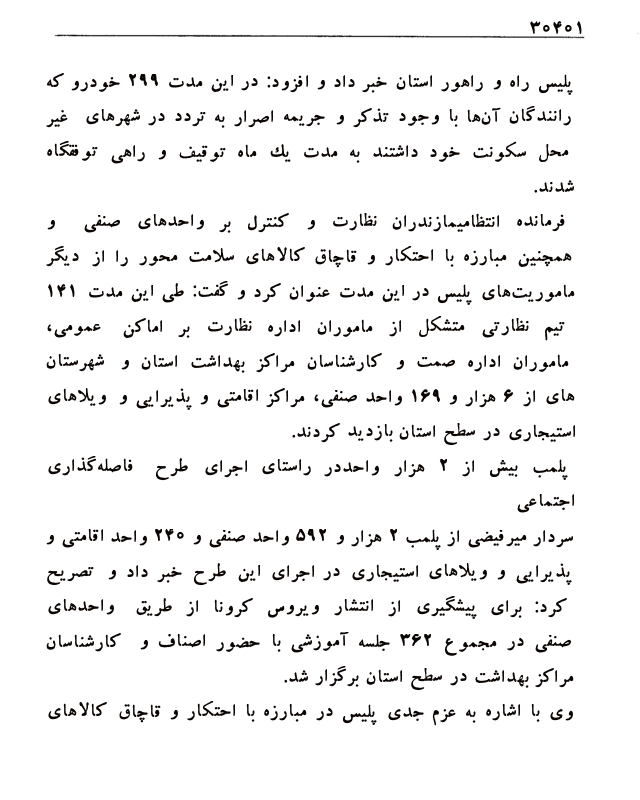 ۳۰۴۰۱
پلیس راه و راهور استان خبر داد و افزود: در این مدت ۲۹۹ خودرو که
رانندگان آن‌ها با وجود تذکر و جریمه اصرار به تردد در شهرهای غیر
محل سکونت خود داشتند به مدت یك ماه توقیف و راهی توفقگاه
شدند.
فرمانده انتظامیمازندران نظارت و کنترل بر واحدهای صنفی و
همچنین مبارزه با احتکار و قاچاق کالاهای سلامت محور را از دیگر
ماموریت‌های پلیس در این مدت عنوان کرد و گفت: طی این مدت ۱۴۱
تیم نظارتی متشکل از ماموران اداره نظارت بر اماکن عمومی،
ماموران اداره صمت و کارشناسان مراکز بهداشت استان و شهرستان
های از ۶ هزار و ۱۶۹ واحد صنفی، مراکز اقامتی و پذیرایی و ویلاهای
استیجاری در سطح استان بازدید کردند.
پلمب بیش از ۲ هزار واحددر راستای اجرای طرح فاصله‌گذاری
اجتماعی
سردار میرفیضی از پلمب ۲ هزار و ۵۹۲ واحد صنفی و ۲۴۰ واحد اقامتی و
پذیرایی و ویلاهای استیجاری در اجرای این طرح خبر داد و تصریح
کرد: برای پیشگیری از انتشار ویروس کرونا از طریق واحدهای
صنفی در مجموع ۳۶۲ جلسه آموزشی با حضور اصناف و کارشناسان
مراکز بهداشت در سطح استان برگزار شد.
وی با اشاره به عزم جدی پلیس در مبارزه با احتکار و قاچاق کالاهای